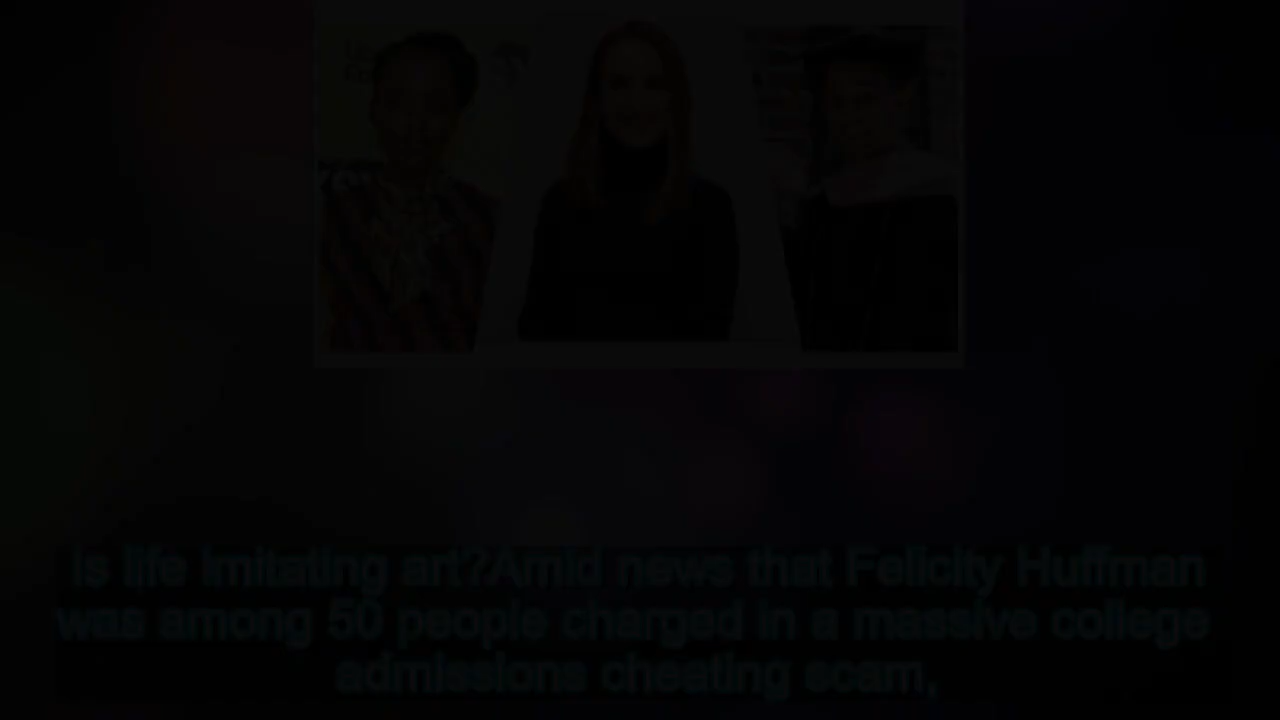 Is life imitating art?Amid news that Felicity Huffman
was among 50 people charged in a massive college
admissions cheating scam,